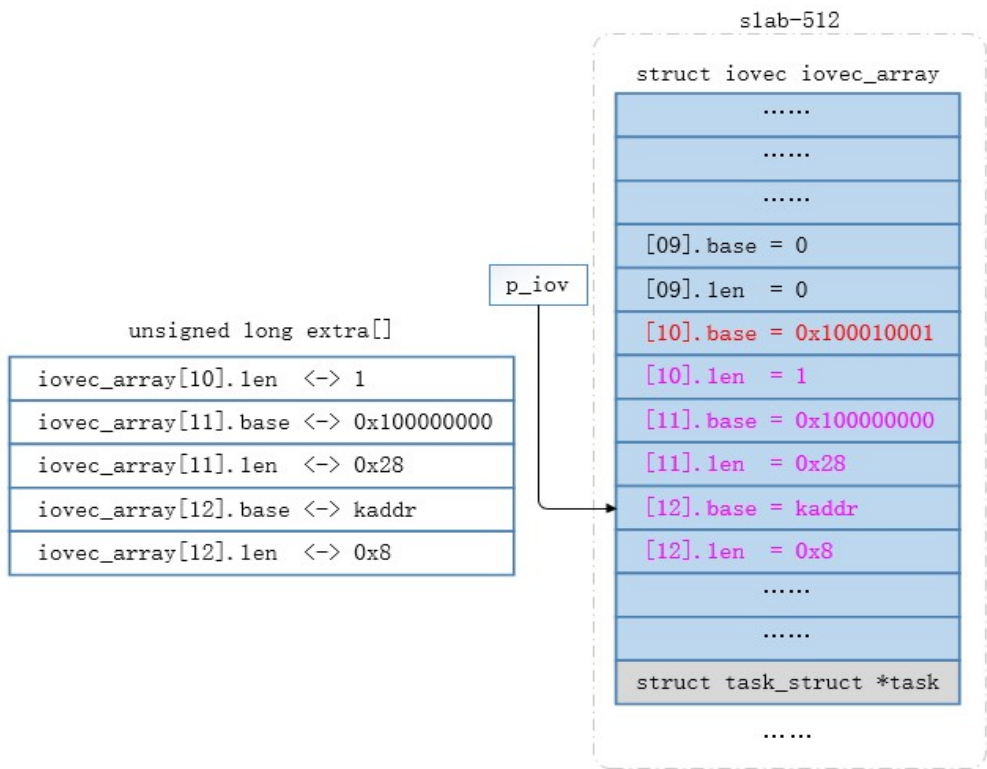 slab-512
struct iovec iovec_array
......
......
......
[09].base = 0
[09].len = 0
[10].base = 0x100010001
[10].len = 1
[11].base = 0x100000000
[11].len = 0x28
[12].base = kaddr
[12].len = 0x8
......
......
struct task_struct *task
......
p_iov
unsigned long extra[]
iovec_array[10].len <-> 1
iovec_array[11].base <-> 0x100000000
iovec_array[11].len <-> 0x28
iovec_array[12].base <-> kaddr
iovec_array[12].len <-> 0x8